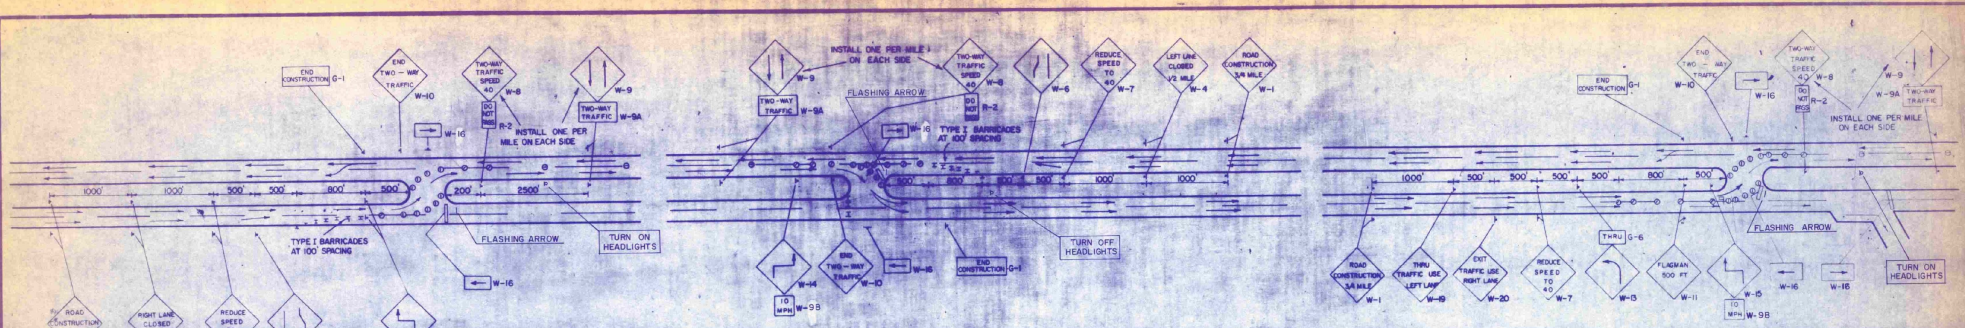 END
CONSTRUCTION
G-1
END
TWO-WAY
TRAFFIC
W-10
W-16
TWO-WAY
TRAFFIC
SPEED
40
W-8
DO
NOT
PASS
R-2
INSTALL ONE PER
MILE ON EACH SIDE
W-9
TWO-WAY
TRAFFIC
W-9A
1000'
1000'
500'
500'
800'
500'
200'
2500'
TYPE I BARRICADES
AT 100' SPACING
FLASHING ARROW
TURN ON
HEADLIGHTS
W-16
ROAD
CONSTRUCTION
RIGHT LANE
CLOSED
REDUCE
SPEED
W-9
TWO-WAY
TRAFFIC
W-9A
INSTALL ONE PER MILE
ON EACH SIDE
FLASHING ARROW
TWO-WAY
TRAFFIC
SPEED
40
W-8
DO
NOT
PASS
R-2
W-16
TYPE I BARRICADES
AT 100' SPACING
W-6
REDUCE
SPEED
TO
40
W-7
LEFT LANE
CLOSED
1/2 MILE
W-4
ROAD
CONSTRUCTION
3/4 MILE
W-1
500'
800'
500'
1000'
1000'
W-14
10
MPH
W-9B
END
TWO-WAY
TRAFFIC
W-10
W-16
END
CONSTRUCTION
G-1
TURN OFF
HEADLIGHTS
END
CONSTRUCTION
G-1
END
TWO-WAY
TRAFFIC
W-10
W-16
TWO-WAY
TRAFFIC
SPEED
40
W-8
DO
NOT
PASS
R-2
W-9
TWO-WAY
TRAFFIC
W-9A
INSTALL ONE PER MILE
ON EACH SIDE
1000'
500'
500'
500'
500'
800'
500'
ROAD
CONSTRUCTION
3/4 MILE
W-1
THRU
TRAFFIC USE
LEFT LANE
W-19
EXIT
TRAFFIC USE
RIGHT LANE
W-20
REDUCE
SPEED
TO
40
W-7
THRU
G-6
W-13
FLAGMAN
500 FT
W-11
W-15
10
MPH
W-9B
W-16
W-16
FLASHING ARROW
TURN ON
HEADLIGHTS